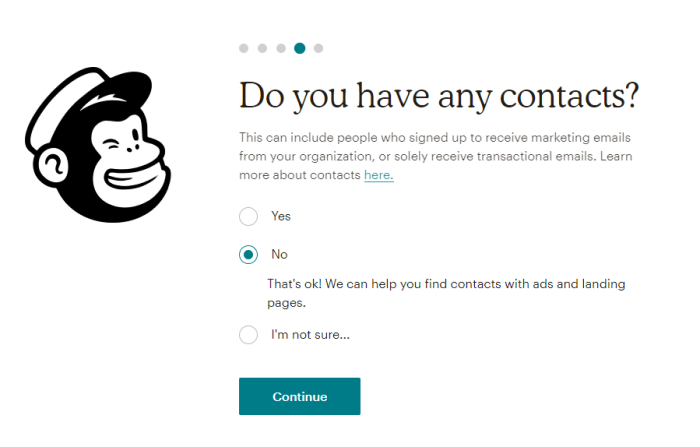 Do you have any contacts?
This can include people who signed up to receive marketing emails
from your organization, or solely receive transactional emails. Learn
more about contacts here.
Yes
No
That's ok! We can help you find contacts with ads and landing
pages.
I'm not sure...
Continue